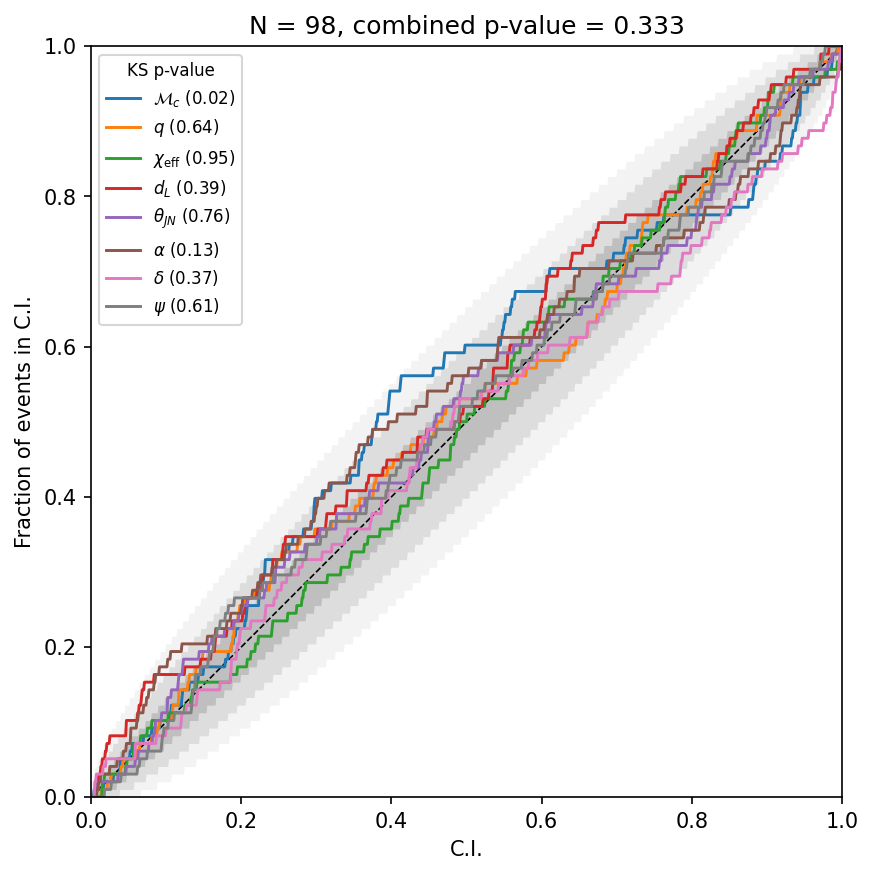 N = 98, combined p-value = 0.333
KS p-value
ℳc (0.02)
q (0.64)
χeff (0.95)
dL (0.39)
θJN (0.76)
α (0.13)
δ (0.37)
ψ (0.61)
Fraction of events in C.I.
1.0
0.8
0.6
0.4
0.2
0.0
0.0 0.2 0.4 0.6 0.8 1.0
C.I.